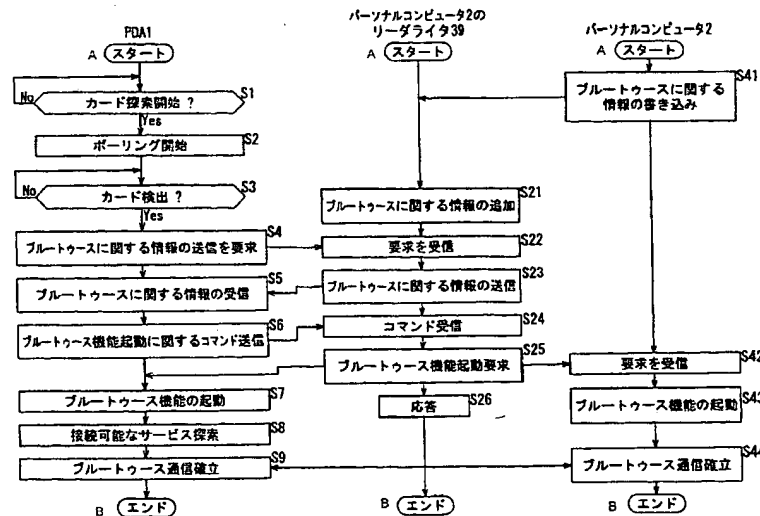 PDA1
A スタート
No
カード探索開始 ?
S1
Yes
S2
ポーリング開始
No
カード検出 ?
S3
Yes
S4
ブルートゥースに関する情報の送信を要求
S5
ブルートゥースに関する情報の受信
S6
ブルートゥース機能起動に関するコマンド送信
ブルートゥース機能の起動
S7
接続可能なサービス探索
S8
ブルートゥース通信確立
S9
B エンド
パーソナルコンピュータ2の
リーダライタ39
A スタート
S21
ブルートゥースに関する情報の追加
要求を受信
S22
S23
ブルートゥースに関する情報の送信
コマンド受信
S24
S25
ブルートゥース機能起動要求
応答
S26
B エンド
パーソナルコンピュータ2
A スタート
S41
ブルートゥースに関する
情報の書き込み
要求を受信
S42
ブルートゥース機能の起動
S43
ブルートゥース通信確立
S44
B エンド